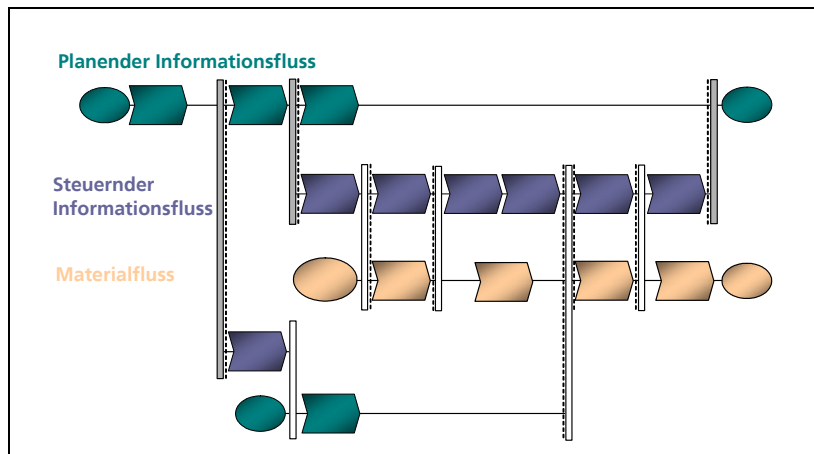 Planender Informationsfluss
Steuernder
Informationsfluss
Materialfluss